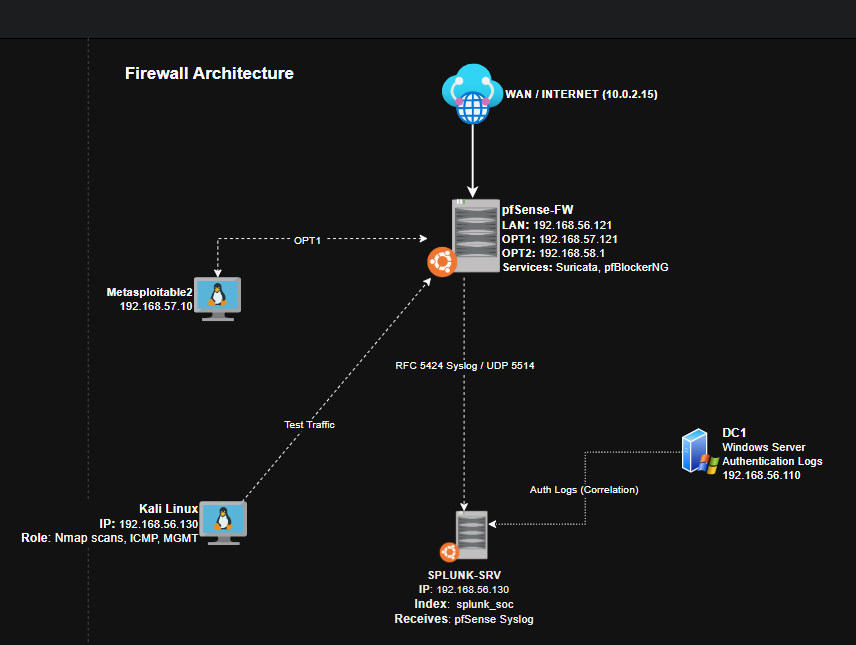 Firewall Architecture
WAN / INTERNET (10.0.2.15)
pfSense-FW
LAN: 192.168.56.121
OPT1: 192.168.57.121
OPT2: 192.168.58.1
Services: Suricata, pfBlockerNG
OPT1
Metasploitable2
192.168.57.10
RFC 5424 Syslog / UDP 5514
Test Traffic
DC1
Windows Server
Authentication Logs
192.168.56.110
Auth Logs (Correlation)
Kali Linux
IP: 192.168.56.130
Role: Nmap scans, ICMP, MGMT
SPLUNK-SRV
IP: 192.168.56.130
Index: splunk_soc
Receives: pfSense Syslog